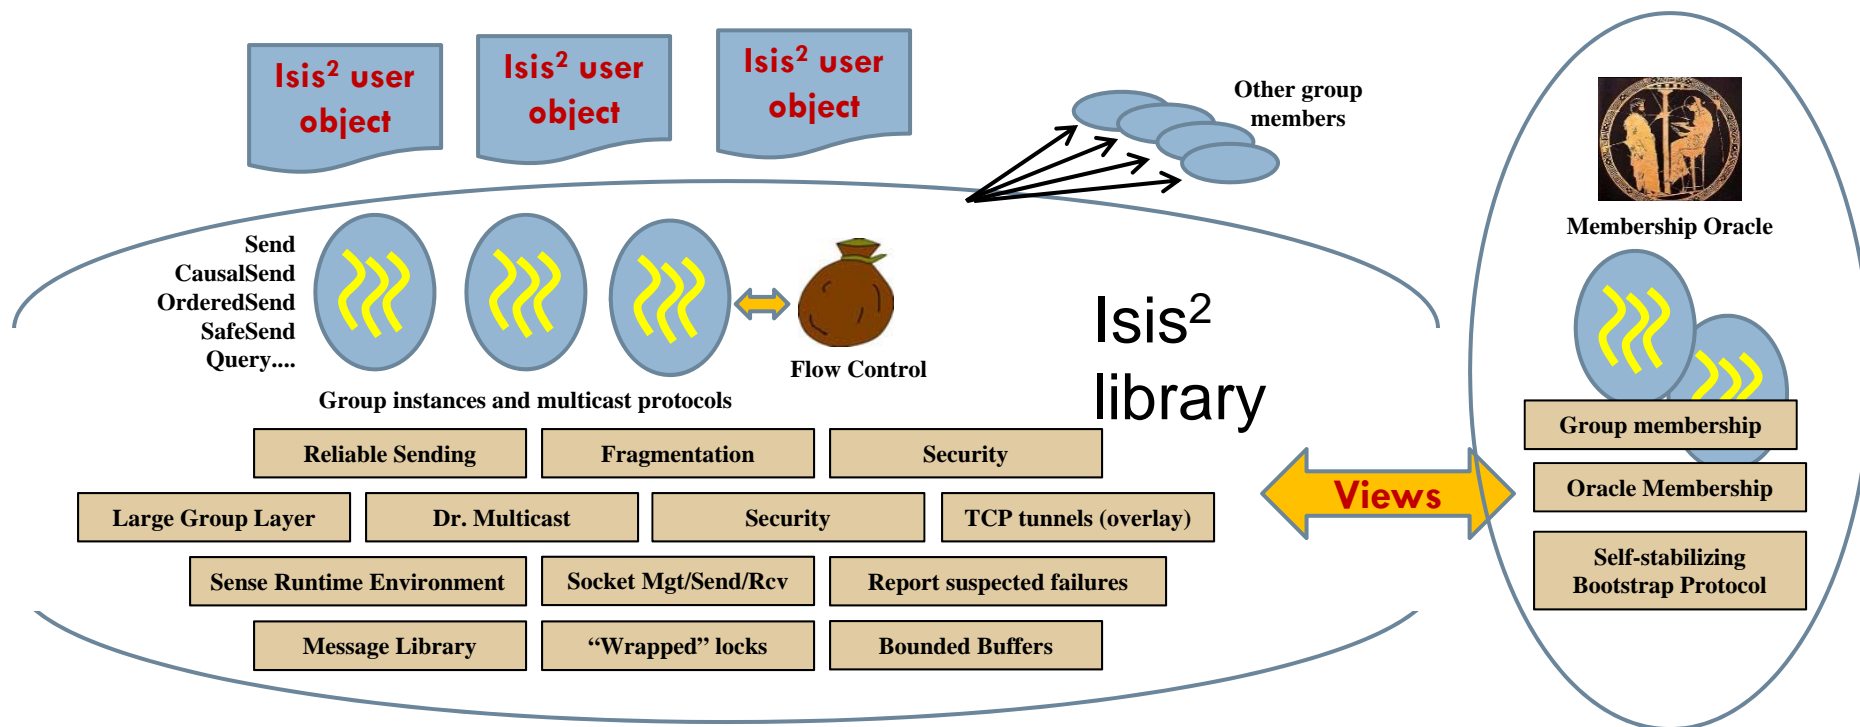 Isis² user
object
Isis² user
object
Isis² user
object
Other group
members
Membership Oracle
Send
CausalSend
OrderedSend
SafeSend
Query....
Flow Control
Isis²
library
Group instances and multicast protocols
Reliable Sending
Fragmentation
Security
Large Group Layer
Dr. Multicast
Security
TCP tunnels (overlay)
Sense Runtime Environment
Socket Mgt/Send/Rcv
Report suspected failures
Message Library
“Wrapped” locks
Bounded Buffers
Views
Group membership
Oracle Membership
Self-stabilizing
Bootstrap Protocol